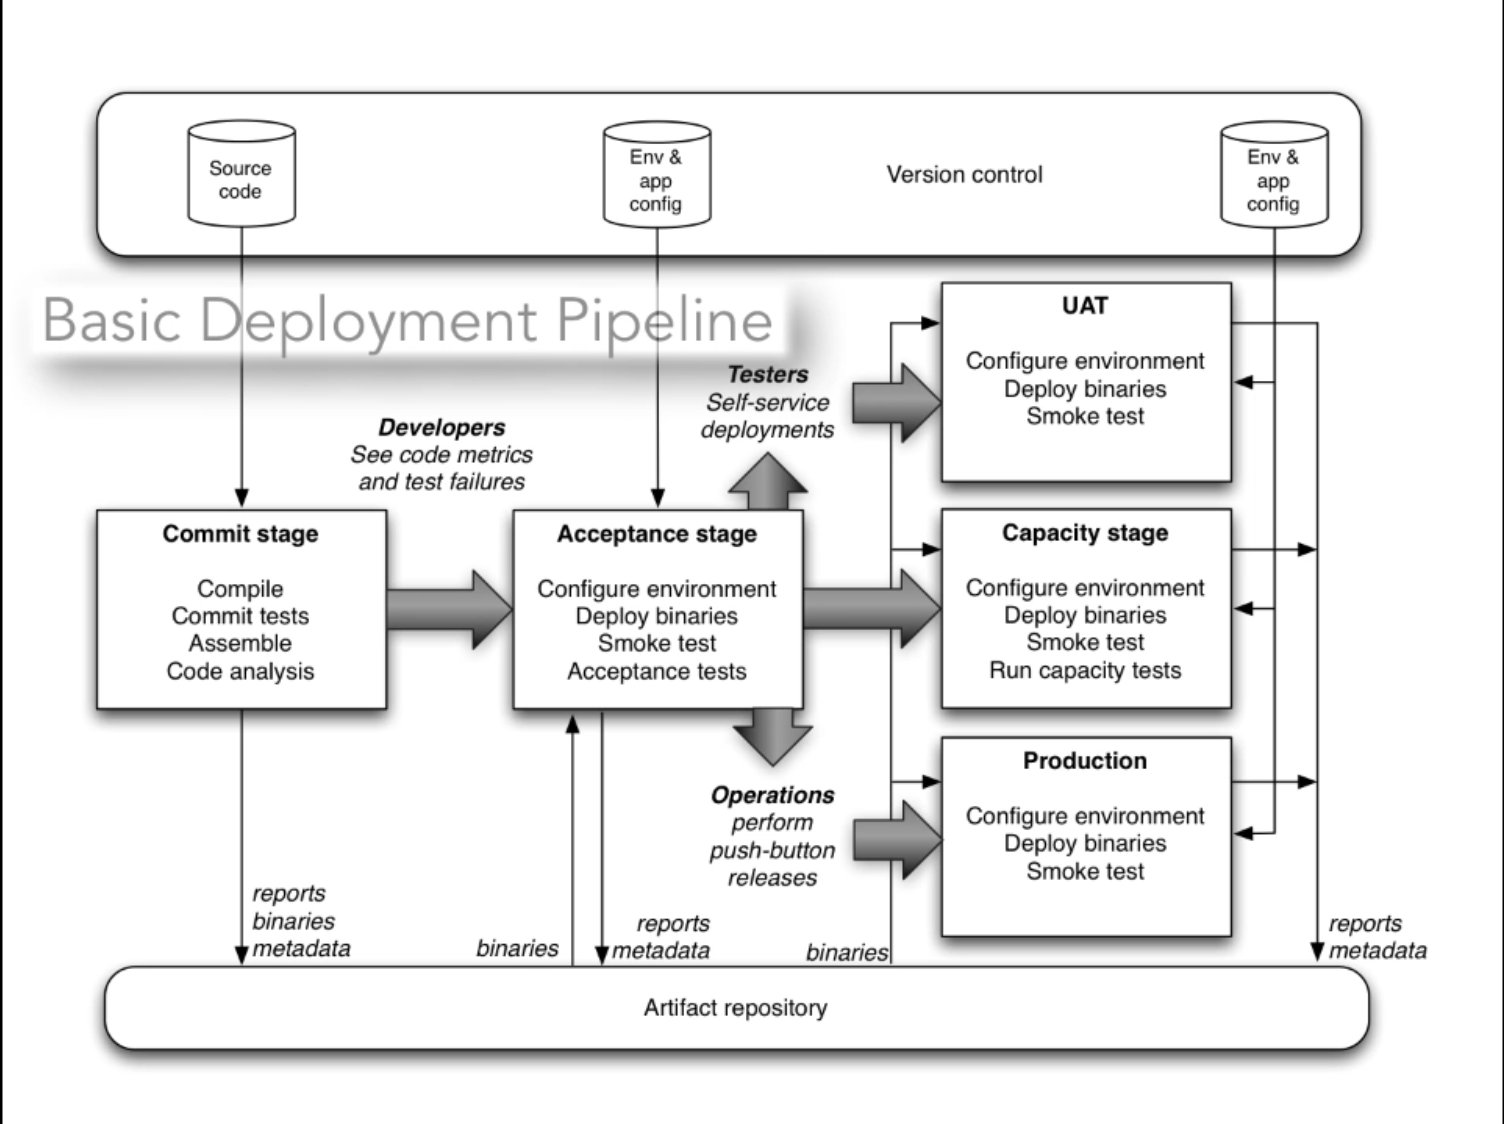 Source
code
Env &
app
config
Version control
Env &
app
config
Basic Deployment Pipeline
Developers
See code metrics
and test failures
Testers
Self-service
deployments
UAT
Configure environment
Deploy binaries
Smoke test
Commit stage
Compile
Commit tests
Assemble
Code analysis
Acceptance stage
Configure environment
Deploy binaries
Smoke test
Acceptance tests
Capacity stage
Configure environment
Deploy binaries
Smoke test
Run capacity tests
Operations
perform
push-button
releases
Production
Configure environment
Deploy binaries
Smoke test
reports
binaries
metadata
binaries
reports
metadata
binaries
reports
metadata
Artifact repository